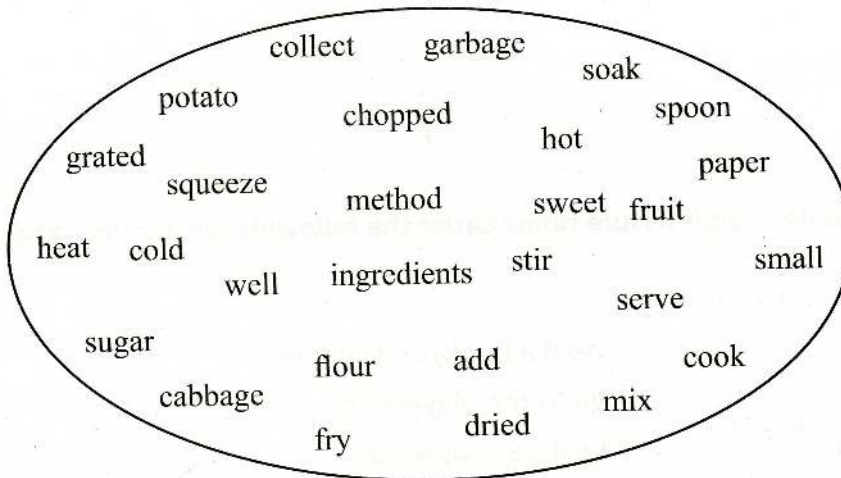 collect garbage
soak
potato chopped spoon
grated hot
paper
squeeze method sweet fruit
heat cold
well ingredients stir small
serve
sugar
flour add cook
cabbage mix
fry dried